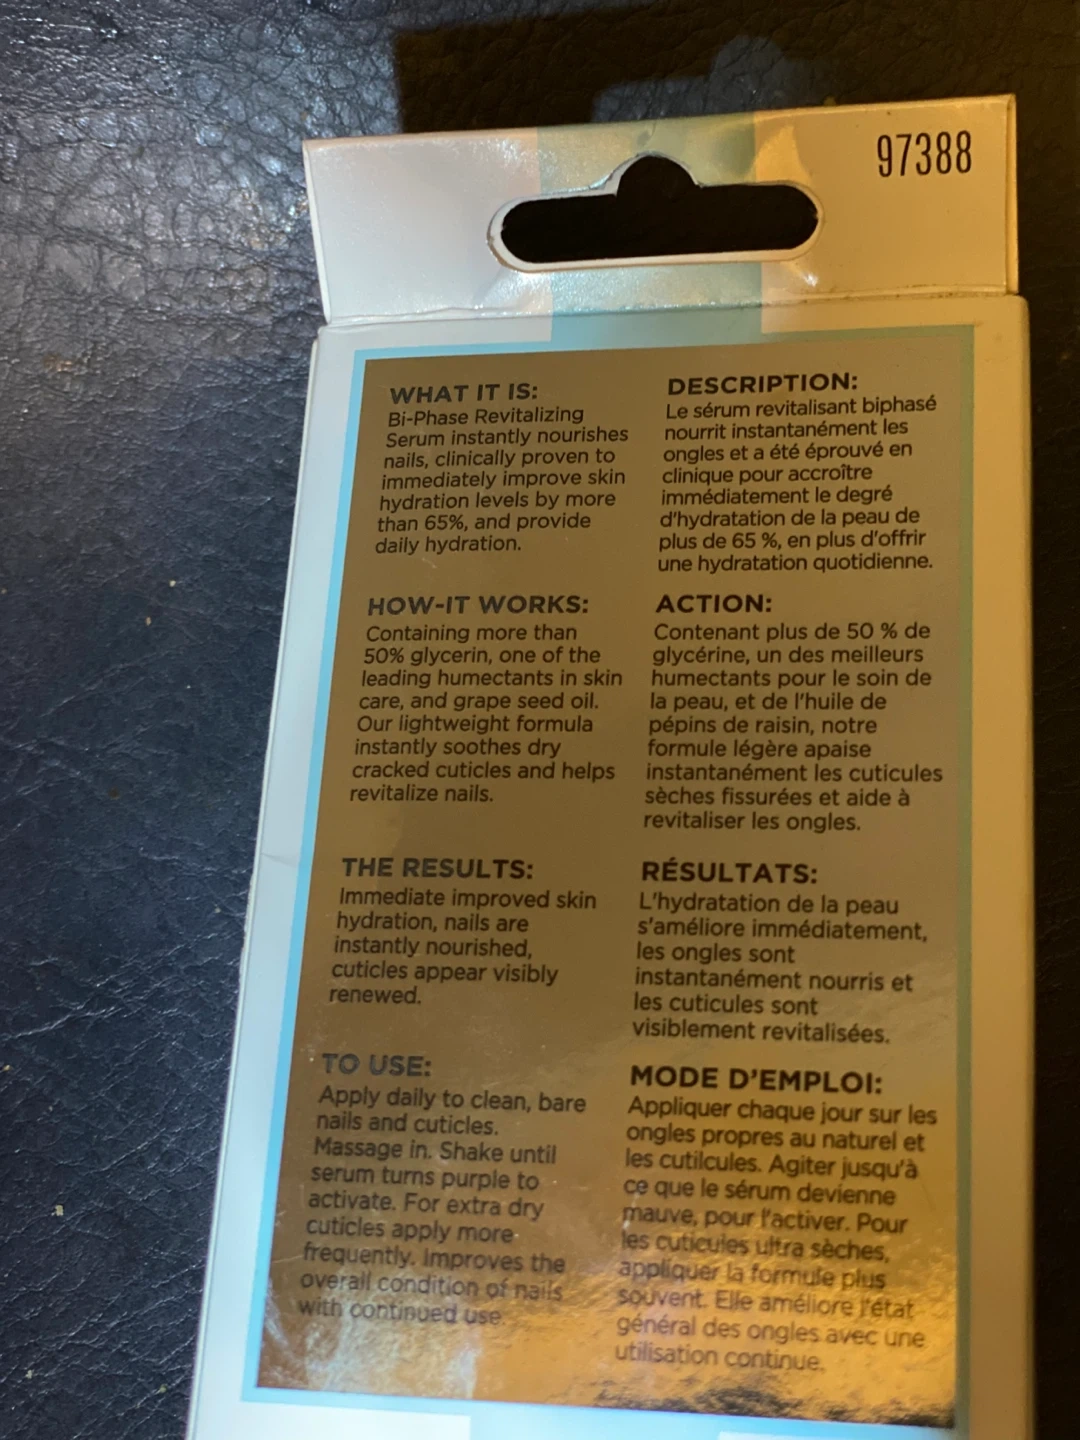 97388
WHAT IT IS:
Bi-Phase Revitalizing
Serum instantly nourishes
nails, clinically proven to
immediately improve skin
hydration levels by more
than 65%, and provide
daily hydration.
HOW-IT WORKS:
Containing more than
50% glycerin, one of the
leading humectants in skin
care, and grape seed oil.
Our lightweight formula
instantly soothes dry
cracked cuticles and helps
revitalize nails.
THE RESULTS:
Immediate improved skin
hydration, nails are
instantly nourished,
cuticles appear visibly
renewed.
TO USE:
Apply daily to clean, bare
nails and cuticles.
Massage in. Shake until
serum turns purple to
activate. For extra dry
cuticles apply more
frequently. Improves the
overall condition of nails
with continued use.
DESCRIPTION:
Le sérum revitalisant biphasé
nourrit instantanément les
ongles et a été éprouvé en
clinique pour accroître
immédiatement le degré
d'hydratation de la peau de
plus de 65 %, en plus d'offrir
une hydratation quotidienne.
ACTION:
Contenant plus de 50 % de
glycérine, un des meilleurs
humectants pour le soin de
la peau, et de l'huile de
pépins de raisin, notre
formule légère apaise
instantanément les cuticules
sèches fissurées et aide à
revitaliser les ongles.
RÉSULTATS:
L'hydratation de la peau
s'améliore immédiatement,
les ongles sont
instantanément nourris et
les cuticules sont
visiblement revitalisées.
MODE D'EMPLOI:
Appliquer chaque jour sur les
ongles propres au naturel et
les cutilcules. Agiter jusqu'à
ce que le sérum devienne
mauve, pour l'activer. Pour
les cuticules ultra sèches,
appliquer la formule plus
souvent. Elle améliore l'état
général des ongles avec une
utilisation continue.